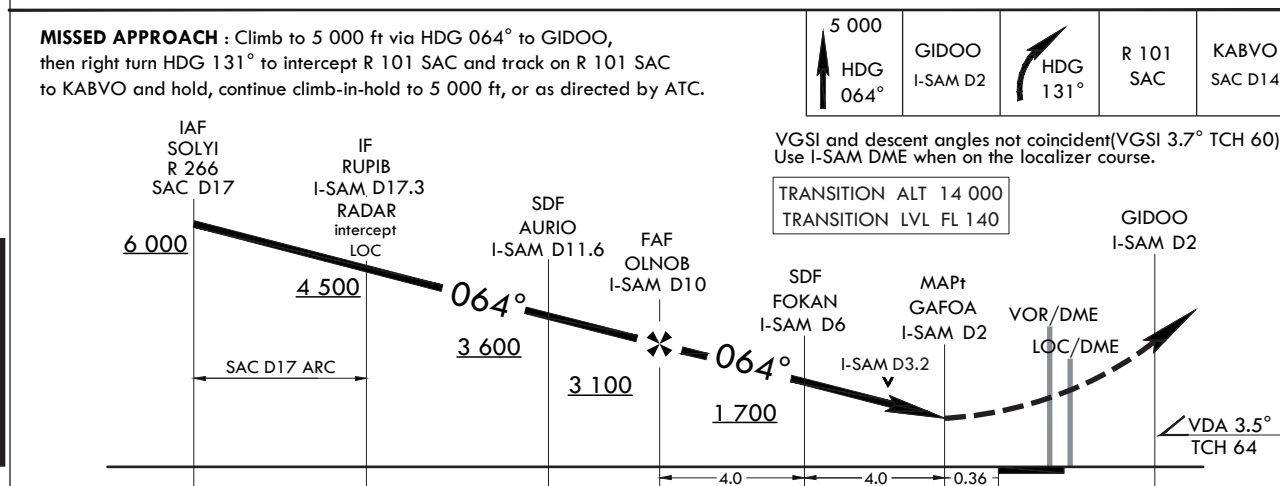 MISSED APPROACH : Climb to 5 000 ft via HDG 064° to GIDOO,
then right turn HDG 131° to intercept R 101 SAC and track on R 101 SAC
to KABVO and hold, continue climb-in-hold to 5 000 ft, or as directed by ATC.
5 000
HDG
064°
GIDOO
I-SAM D2
HDG
131°
R 101
SAC
KABVO
SAC D14
VGSI and descent angles not coincident(VGSI 3.7° TCH 60)
Use I-SAM DME when on the localizer course.
TRANSITION ALT 14 000
TRANSITION LVL FL 140
IAF
SOLYI
R 266
SAC D17
IF
RUPIB
I-SAM D17.3
RADAR
intercept
LOC
SDF
AURIO
I-SAM D11.6
FAF
OLNOB
I-SAM D10
SDF
FOKAN
I-SAM D6
MAPt
GAFOA
I-SAM D2
GIDOO
I-SAM D2
VOR/DME
LOC/DME
I-SAM D3.2
6 000
4 500
064°
3 600
3 100
064°
1 700
SAC D17 ARC
VDA 3.5°
TCH 64
4.0
4.0
0.36